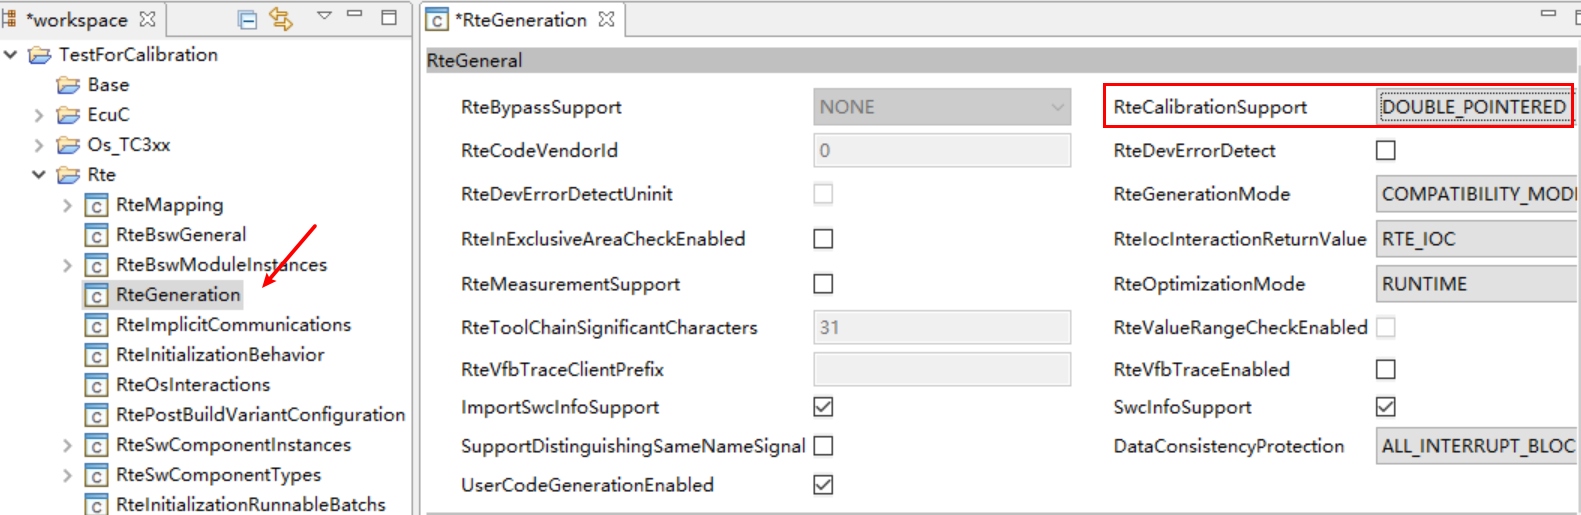 *workspace
TestForCalibration
Base
EcuC
Os_TC3xx
Rte
RteMapping
RteBswGeneral
RteBswModuleInstances
RteGeneration
RteImplicitCommunications
RteInitializationBehavior
RteOsInteractions
RtePostBuildVariantConfiguration
RteSwComponentInstances
RteSwComponentTypes
RteInitializationRunnableBatchs
*RteGeneration
RteGeneral
RteBypassSupport NONE RteCalibrationSupport DOUBLE_POINTERED
RteCodeVendorId 0 RteDevErrorDetect
RteDevErrorDetectUninit RteGenerationMode COMPATIBILITY_MODE
RteInExclusiveAreaCheckEnabled RteIocInteractionReturnValue RTE_IOC
RteMeasurementSupport RteOptimizationMode RUNTIME
RteToolChainSignificantCharacters 31 RteValueRangeCheckEnabled
RteVfbTraceClientPrefix RteVfbTraceEnabled
ImportSwcInfoSupport SwcInfoSupport
SupportDistinguishingSameNameSignal DataConsistencyProtection ALL_INTERRUPT_BLOC
UserCodeGenerationEnabled